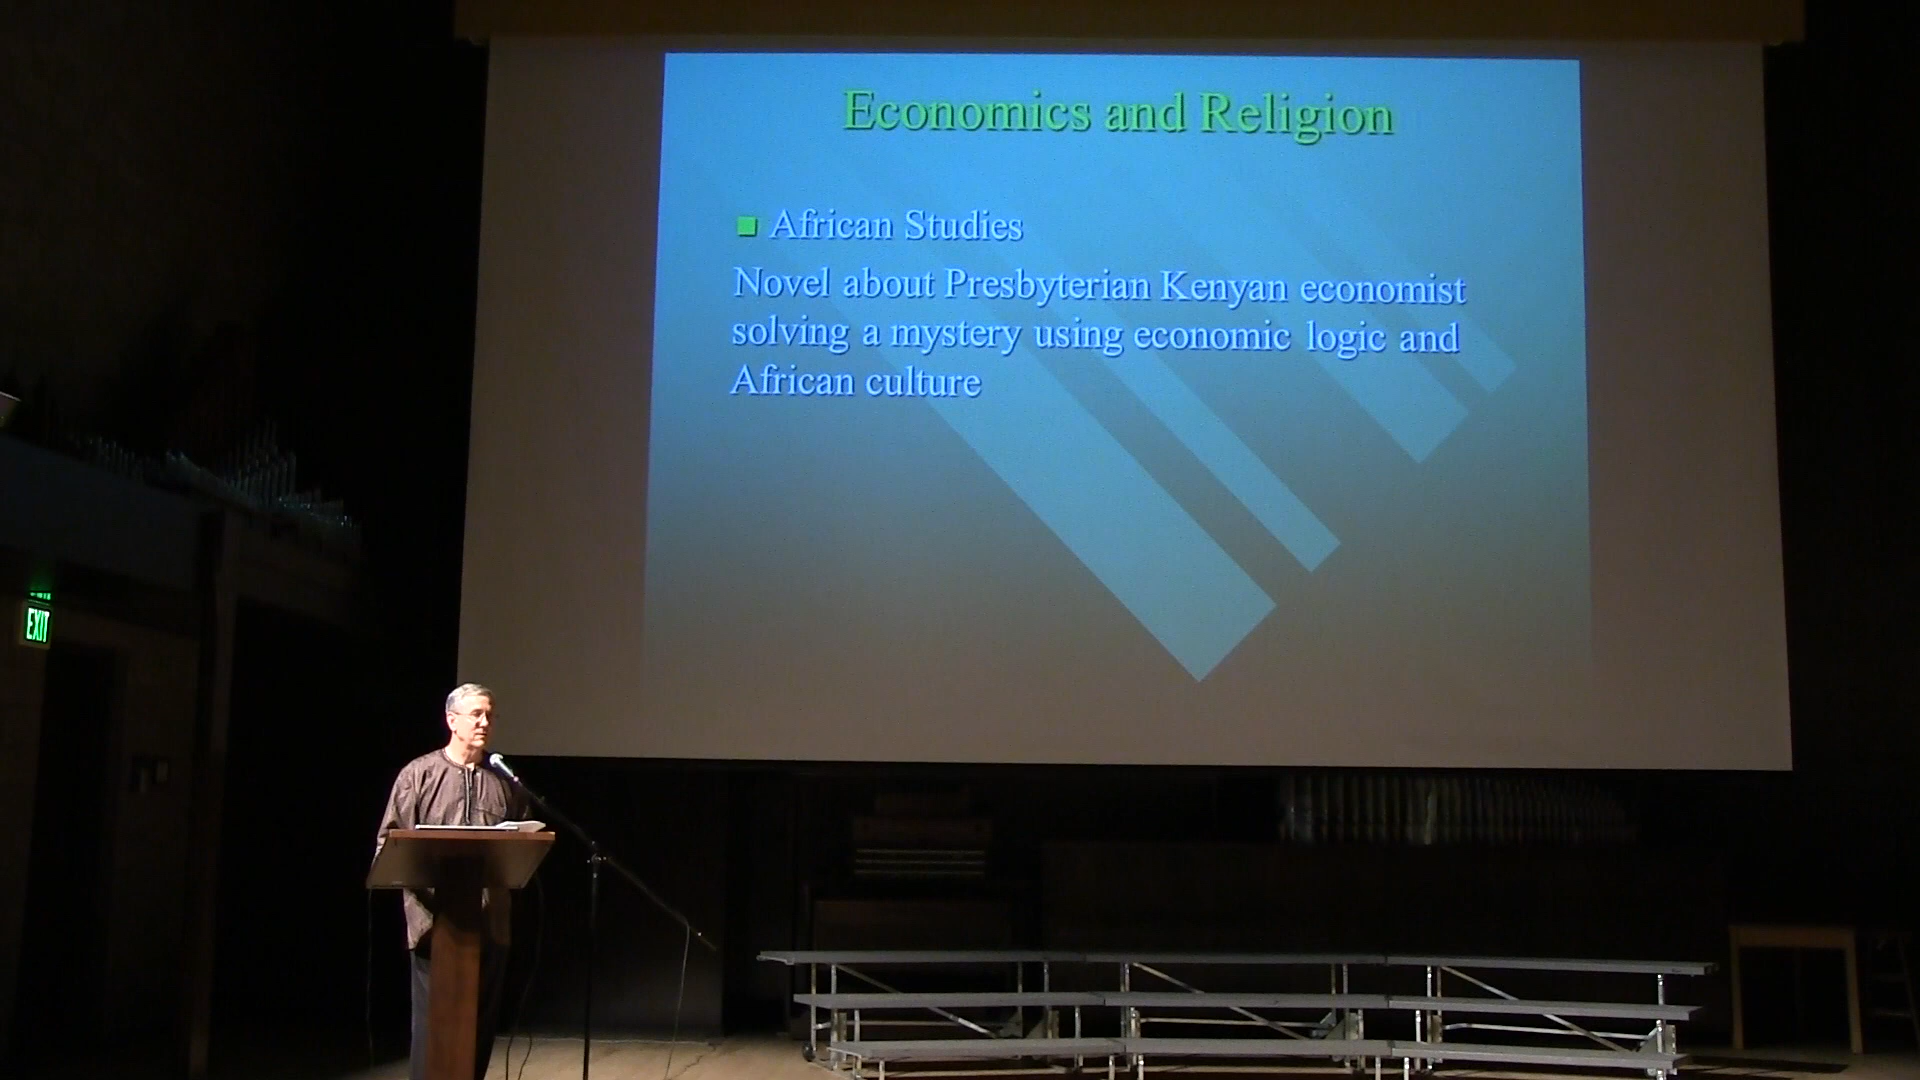 Economics and Religion
African Studies
Novel about Presbyterian Kenyan economist
solving a mystery using economic logic and
African culture
EXIT